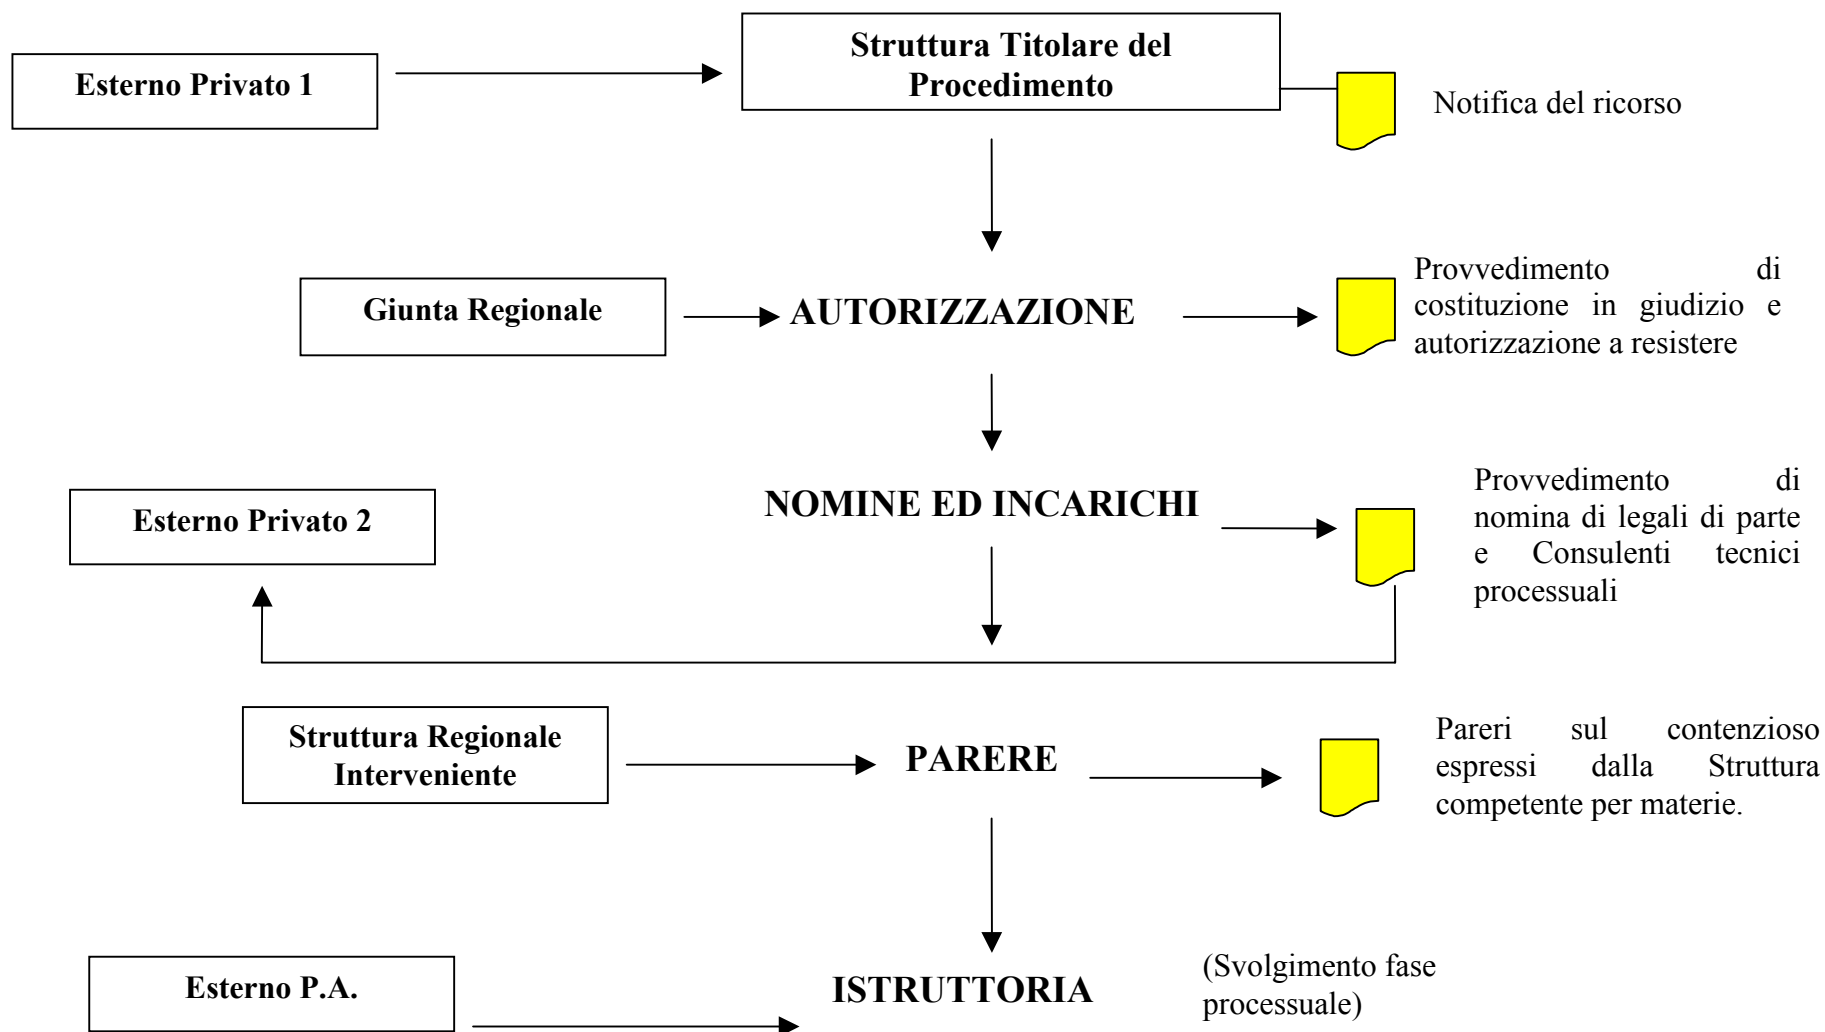 Struttura Titolare del
Procedimento
Esterno Privato 1
Notifica del ricorso
Giunta Regionale
AUTORIZZAZIONE
Provvedimento di
costituzione in giudizio e
autorizzazione a resistere
Esterno Privato 2
NOMINE ED INCARICHI
Provvedimento di
nomina di legali di parte
e Consulenti tecnici
processuali
Struttura Regionale
Interveniente
PARERE
Pareri sul contenzioso
espressi dalla Struttura
competente per materie.
Esterno P.A.
ISTRUTTORIA
(Svolgimento fase
processuale)